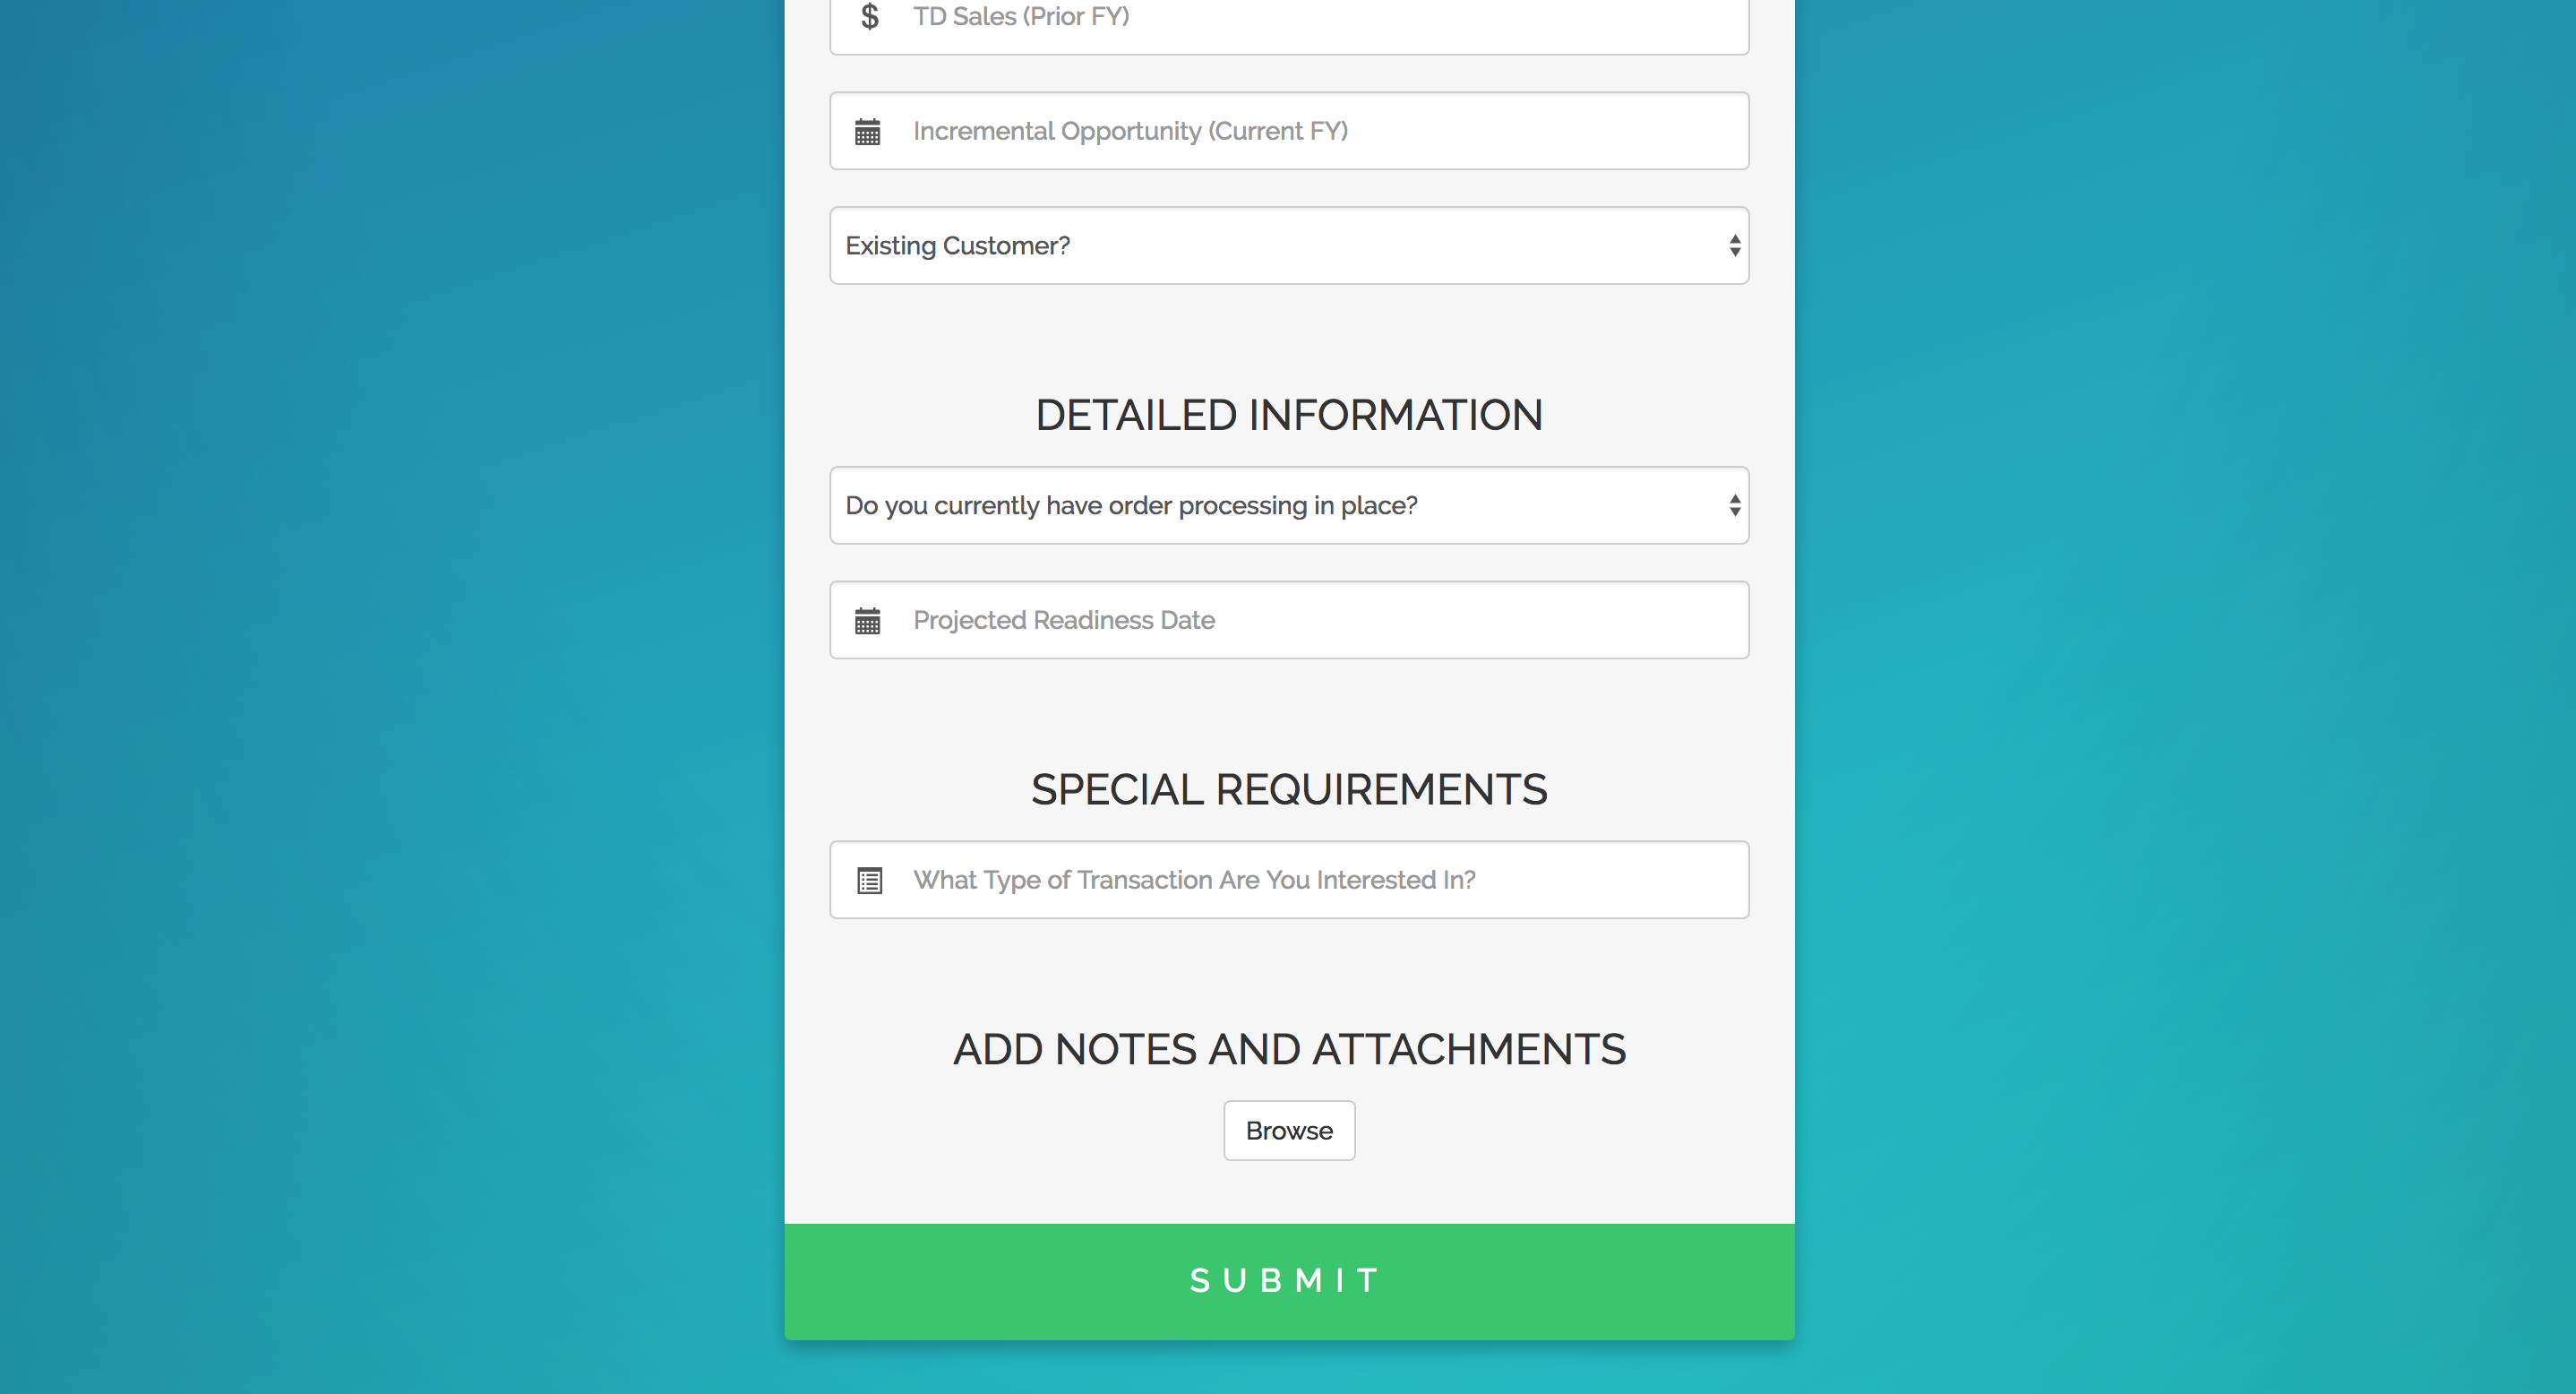 $ TD Sales (Prior FY)
Incremental Opportunity (Current FY)
Existing Customer?
DETAILED INFORMATION
Do you currently have order processing in place?
Projected Readiness Date
SPECIAL REQUIREMENTS
What Type of Transaction Are You Interested In?
ADD NOTES AND ATTACHMENTS
Browse
SUBMIT